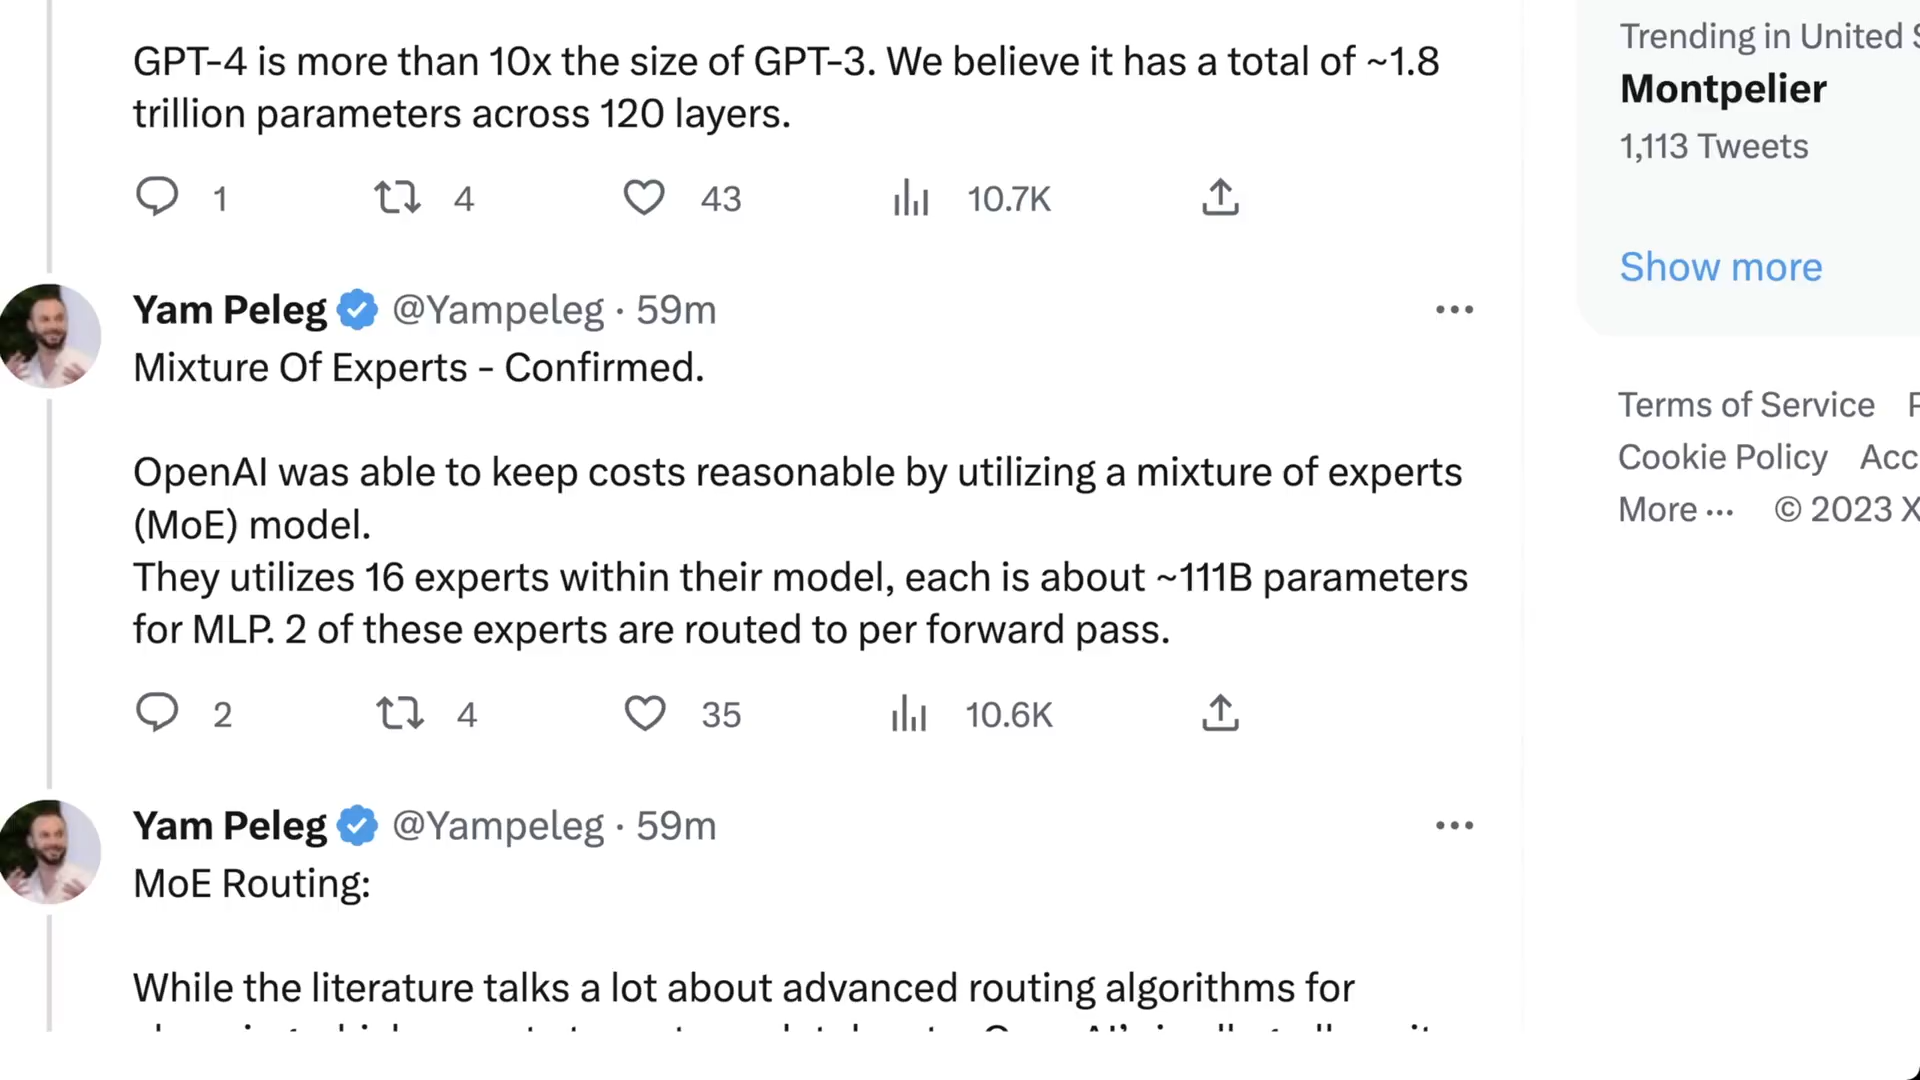 GPT-4 is more than 10x the size of GPT-3. We believe it has a total of ~1.8
trillion parameters across 120 layers.
1 4 43 10.7K
Yam Peleg @Yampeleg · 59m
Mixture Of Experts - Confirmed.
OpenAI was able to keep costs reasonable by utilizing a mixture of experts
(MoE) model.
They utilizes 16 experts within their model, each is about ~111B parameters
for MLP. 2 of these experts are routed to per forward pass.
2 4 35 10.6K
Yam Peleg @Yampeleg · 59m
MoE Routing:
While the literature talks a lot about advanced routing algorithms for
Trending in United
Montpelier
1,113 Tweets
Show more
Terms of Service
Cookie Policy Acc
More ··· © 2023 X